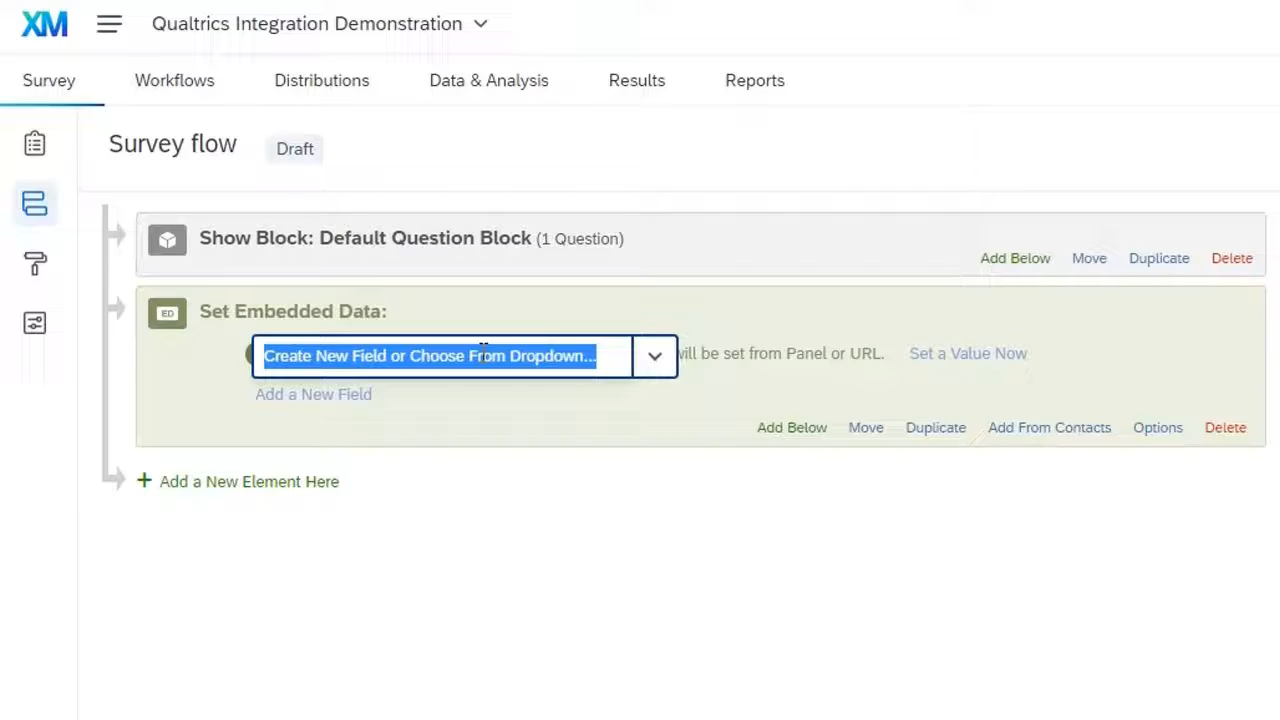 XM Qualtrics Integration Demonstration
Survey Workflows Distributions Data & Analysis Results Reports
Survey flow Draft
Show Block: Default Question Block (1 Question)
Add Below Move Duplicate Delete
ED Set Embedded Data:
Create New Field or Choose From Dropdown... will be set from Panel or URL. Set a Value Now
Add a New Field
Add Below Move Duplicate Add From Contacts Options Delete
+ Add a New Element Here